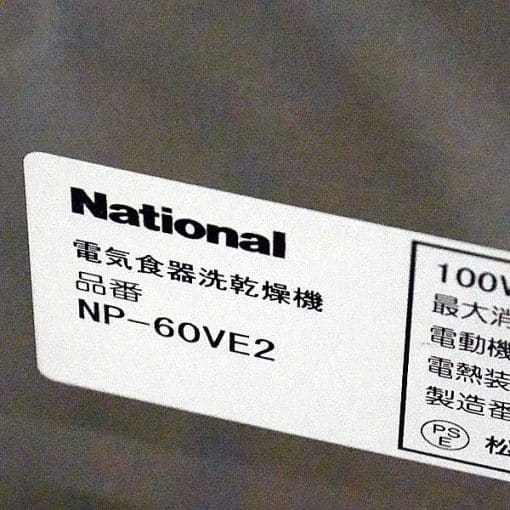 National
電気食器洗乾燥機
品番
NP-60VE2
100V
最大消
電動機
電熱装
製造番
PS
E
松